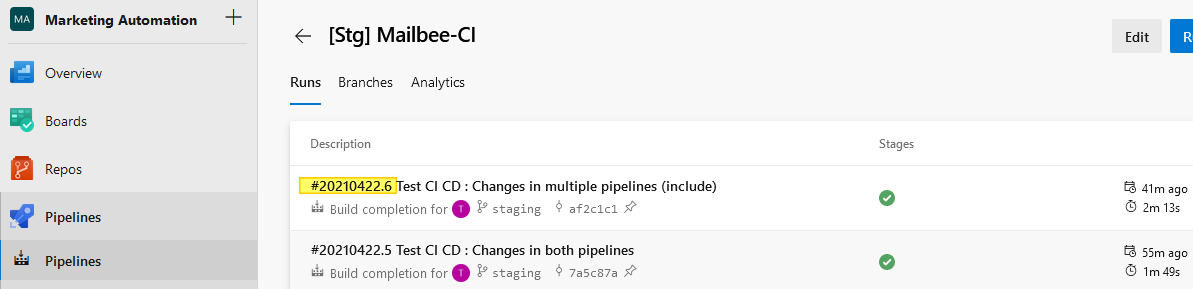 MA Marketing Automation +
Overview
Boards
Repos
Pipelines
Pipelines
← [Stg] Mailbee-CI
Edit
R
Runs Branches Analytics
Description Stages
#20210422.6 Test CI CD : Changes in multiple pipelines (include)
41m ago
Build completion for T staging af2c1c1
2m 13s
#20210422.5 Test CI CD : Changes in both pipelines
55m ago
Build completion for T staging 7a5c87a
1m 49s